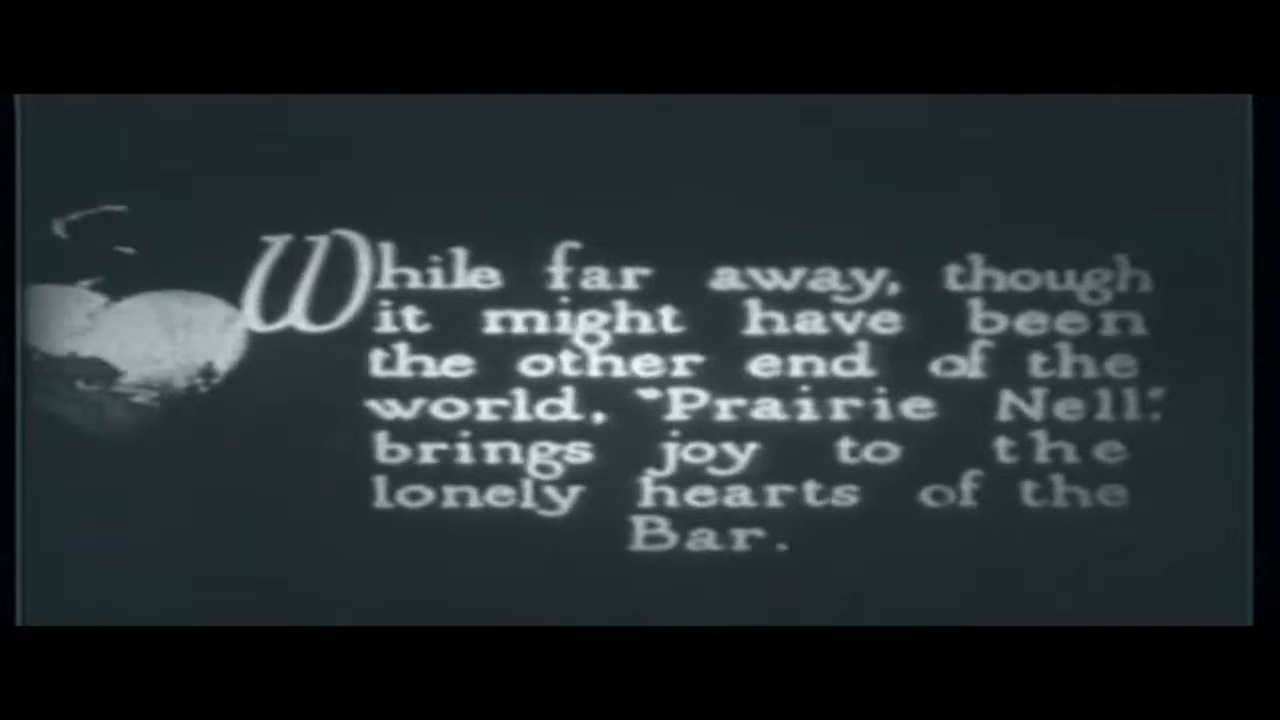 While far away, though
it might have been
the other end of the
world, "Prairie Nell."
brings joy to the
lonely hearts of the
Bar.